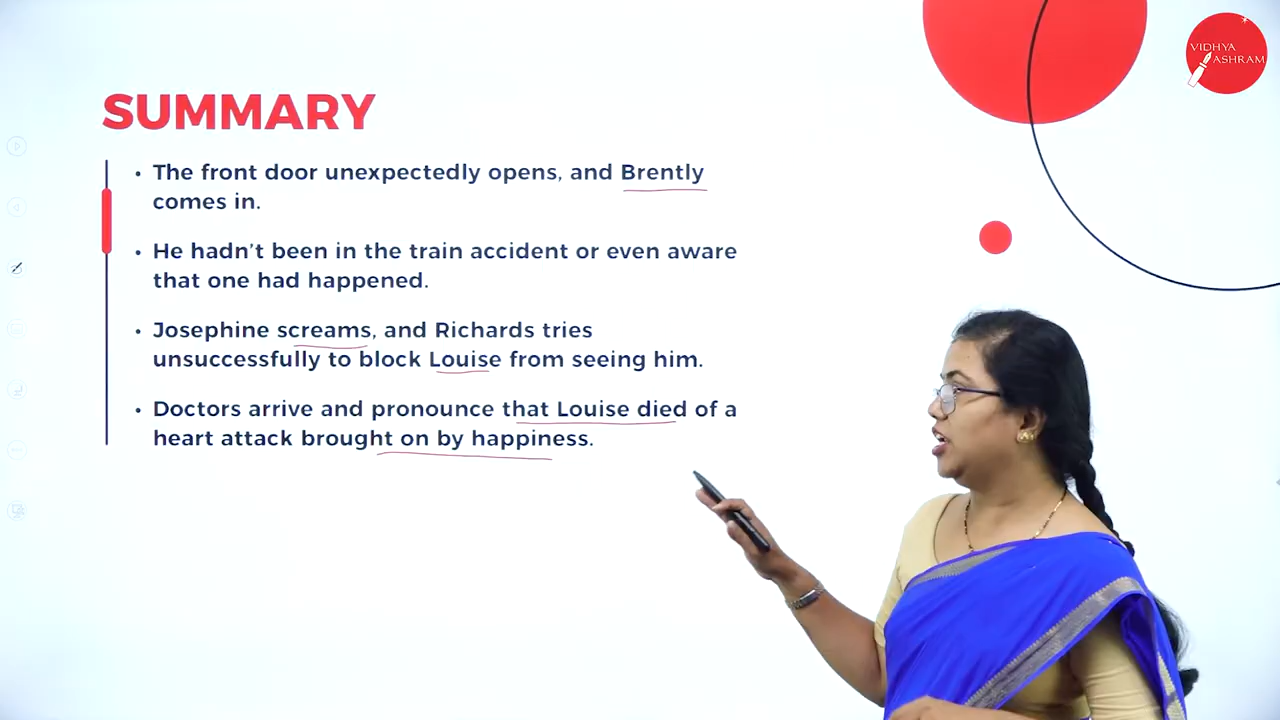 VIDHYA
ASHRAM
SUMMARY
• The front door unexpectedly opens, and Brently
comes in.
• He hadn't been in the train accident or even aware
that one had happened.
• Josephine screams, and Richards tries
unsuccessfully to block Louise from seeing him.
• Doctors arrive and pronounce that Louise died of a
heart attack brought on by happiness.